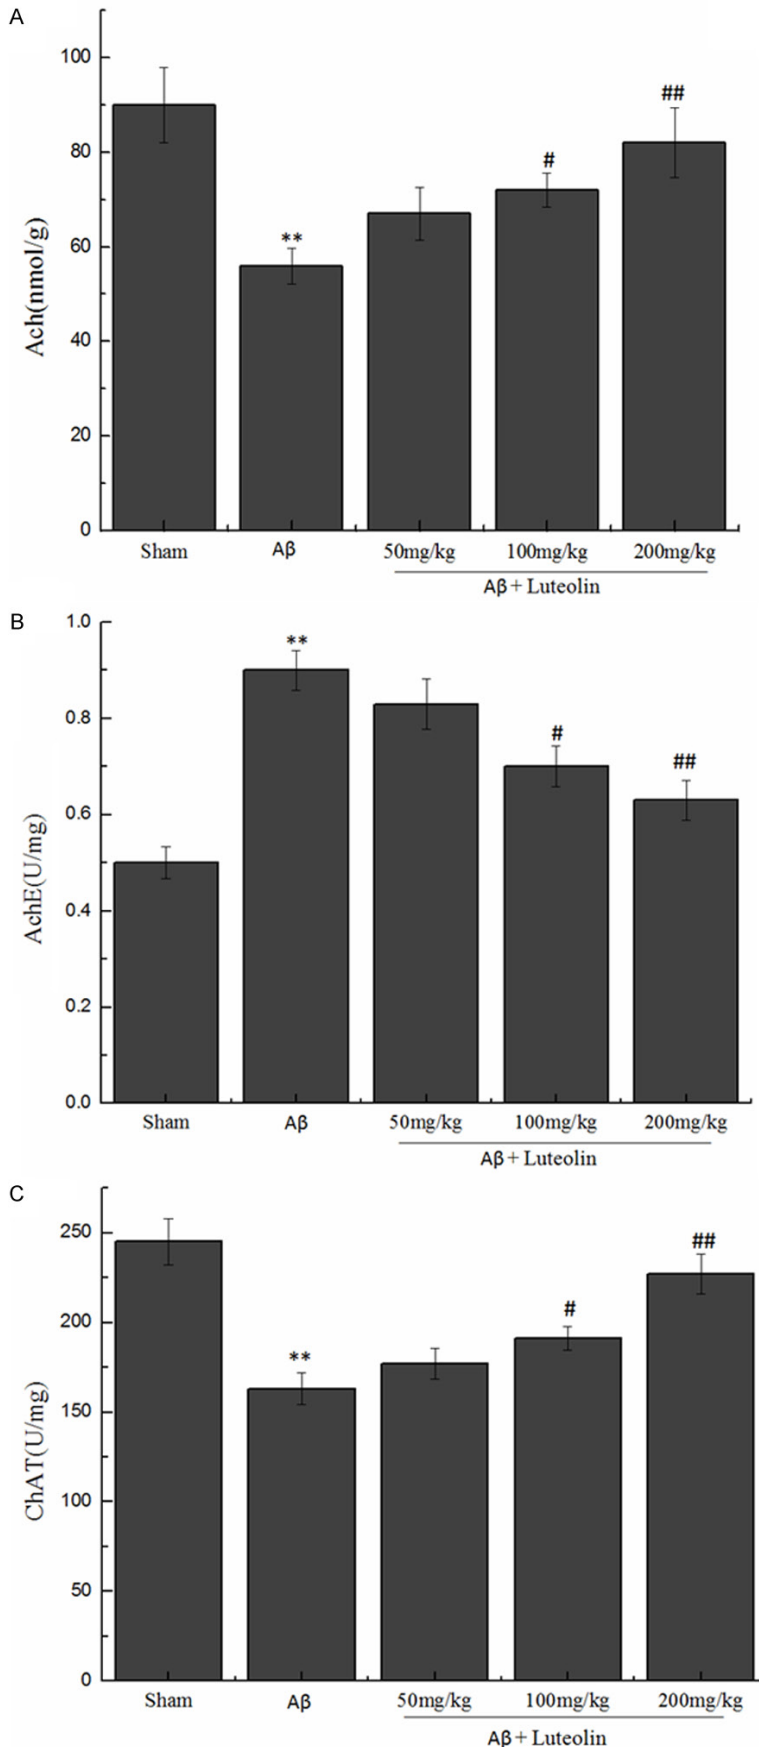 A
100
80
60
40
20
0
Ach(nmol/g)
**
#
##
Sham Aβ 50mg/kg 100mg/kg 200mg/kg
Aβ + Luteolin
B
1.0
0.8
0.6
0.4
0.2
0.0
AchE(U/mg)
**
#
##
Sham Aβ 50mg/kg 100mg/kg 200mg/kg
Aβ + Luteolin
C
250
200
150
100
50
0
ChAT(U/mg)
**
#
##
Sham Aβ 50mg/kg 100mg/kg 200mg/kg
Aβ + Luteolin